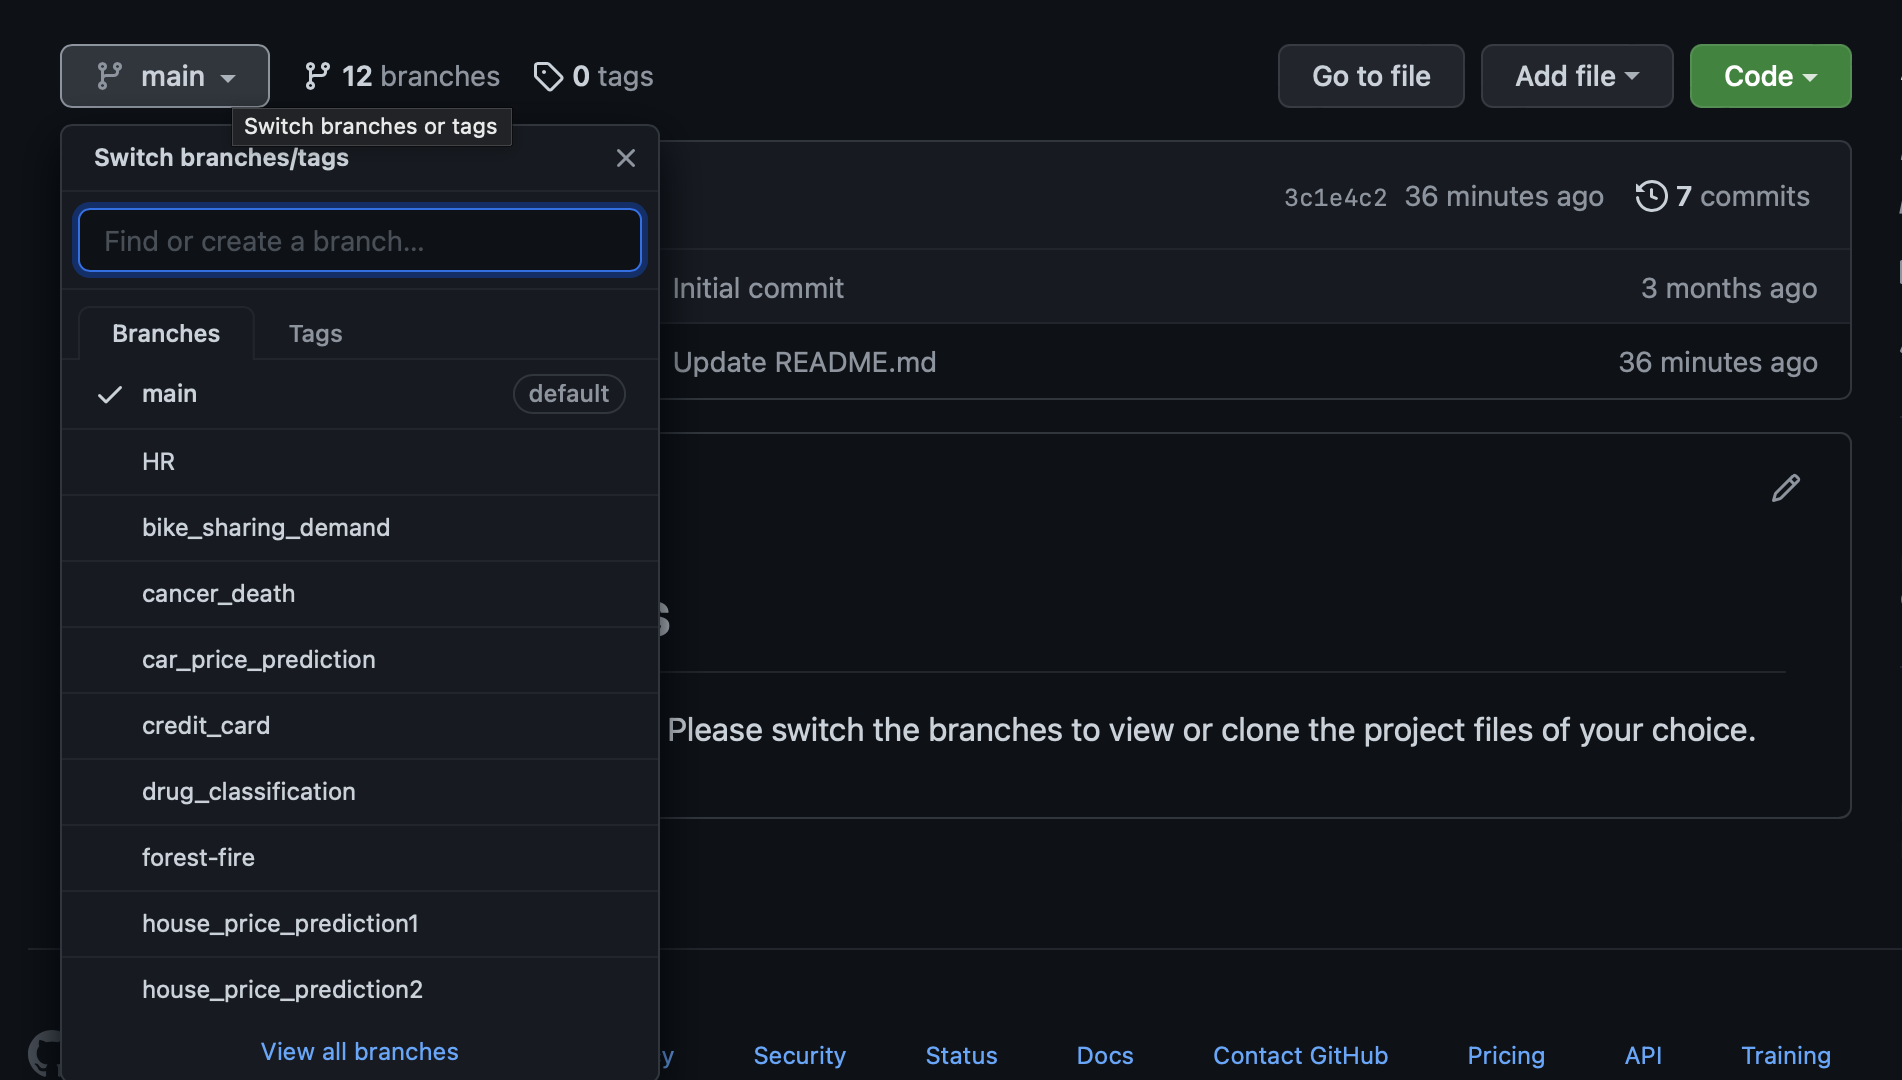 main
12 branches
0 tags
Go to file
Add file
Code
Switch branches or tags
Switch branches/tags
Find or create a branch...
Branches
Tags
main
default
HR
bike_sharing_demand
cancer_death
car_price_prediction
credit_card
drug_classification
forest-fire
house_price_prediction1
house_price_prediction2
View all branches
3c1e4c2 36 minutes ago 7 commits
Initial commit 3 months ago
Update README.md 36 minutes ago
s
Please switch the branches to view or clone the project files of your choice.
y Security Status Docs Contact GitHub Pricing API Training